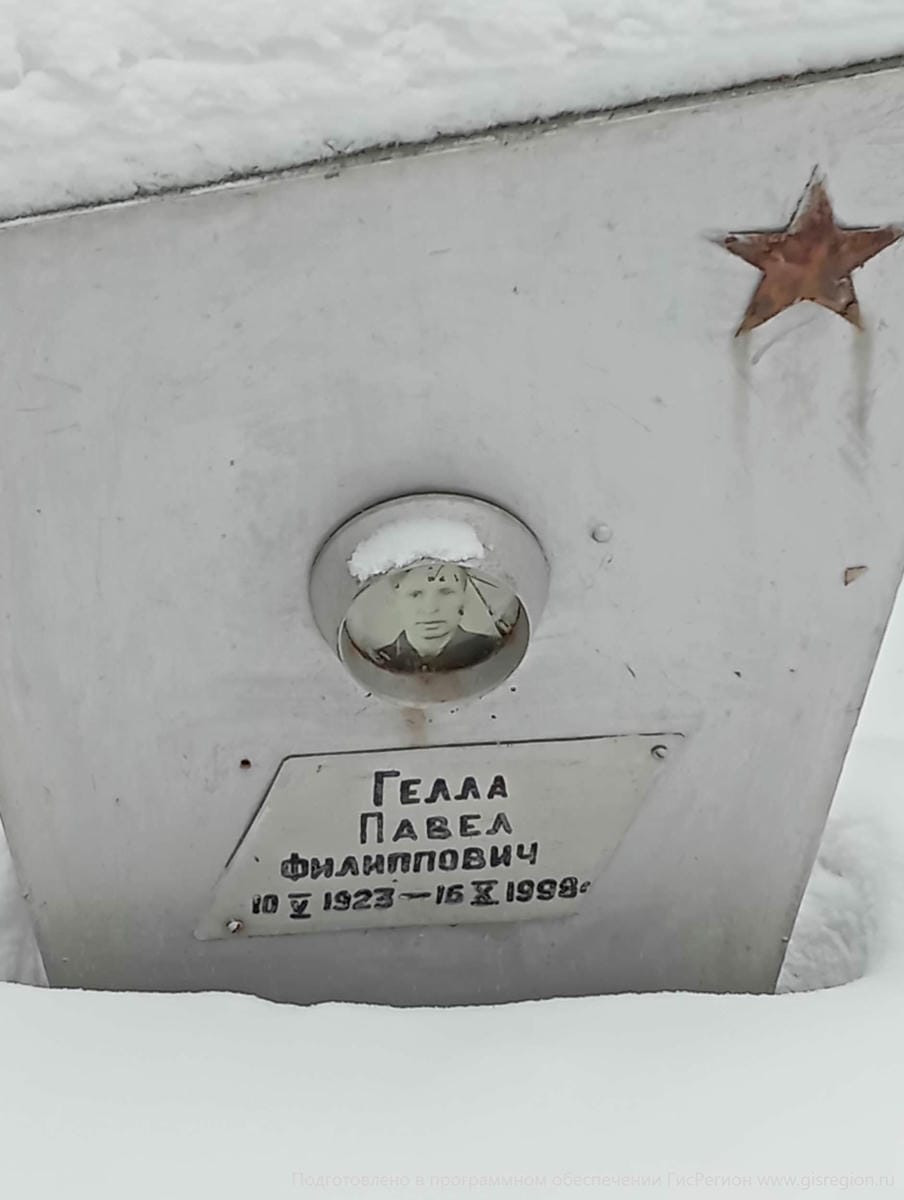 Гелла
Павел
Филиппович
10 V 1923 — 16 X 1998г
Подготовлено в программном обеспечении ГисРегион www.gisregion.ru